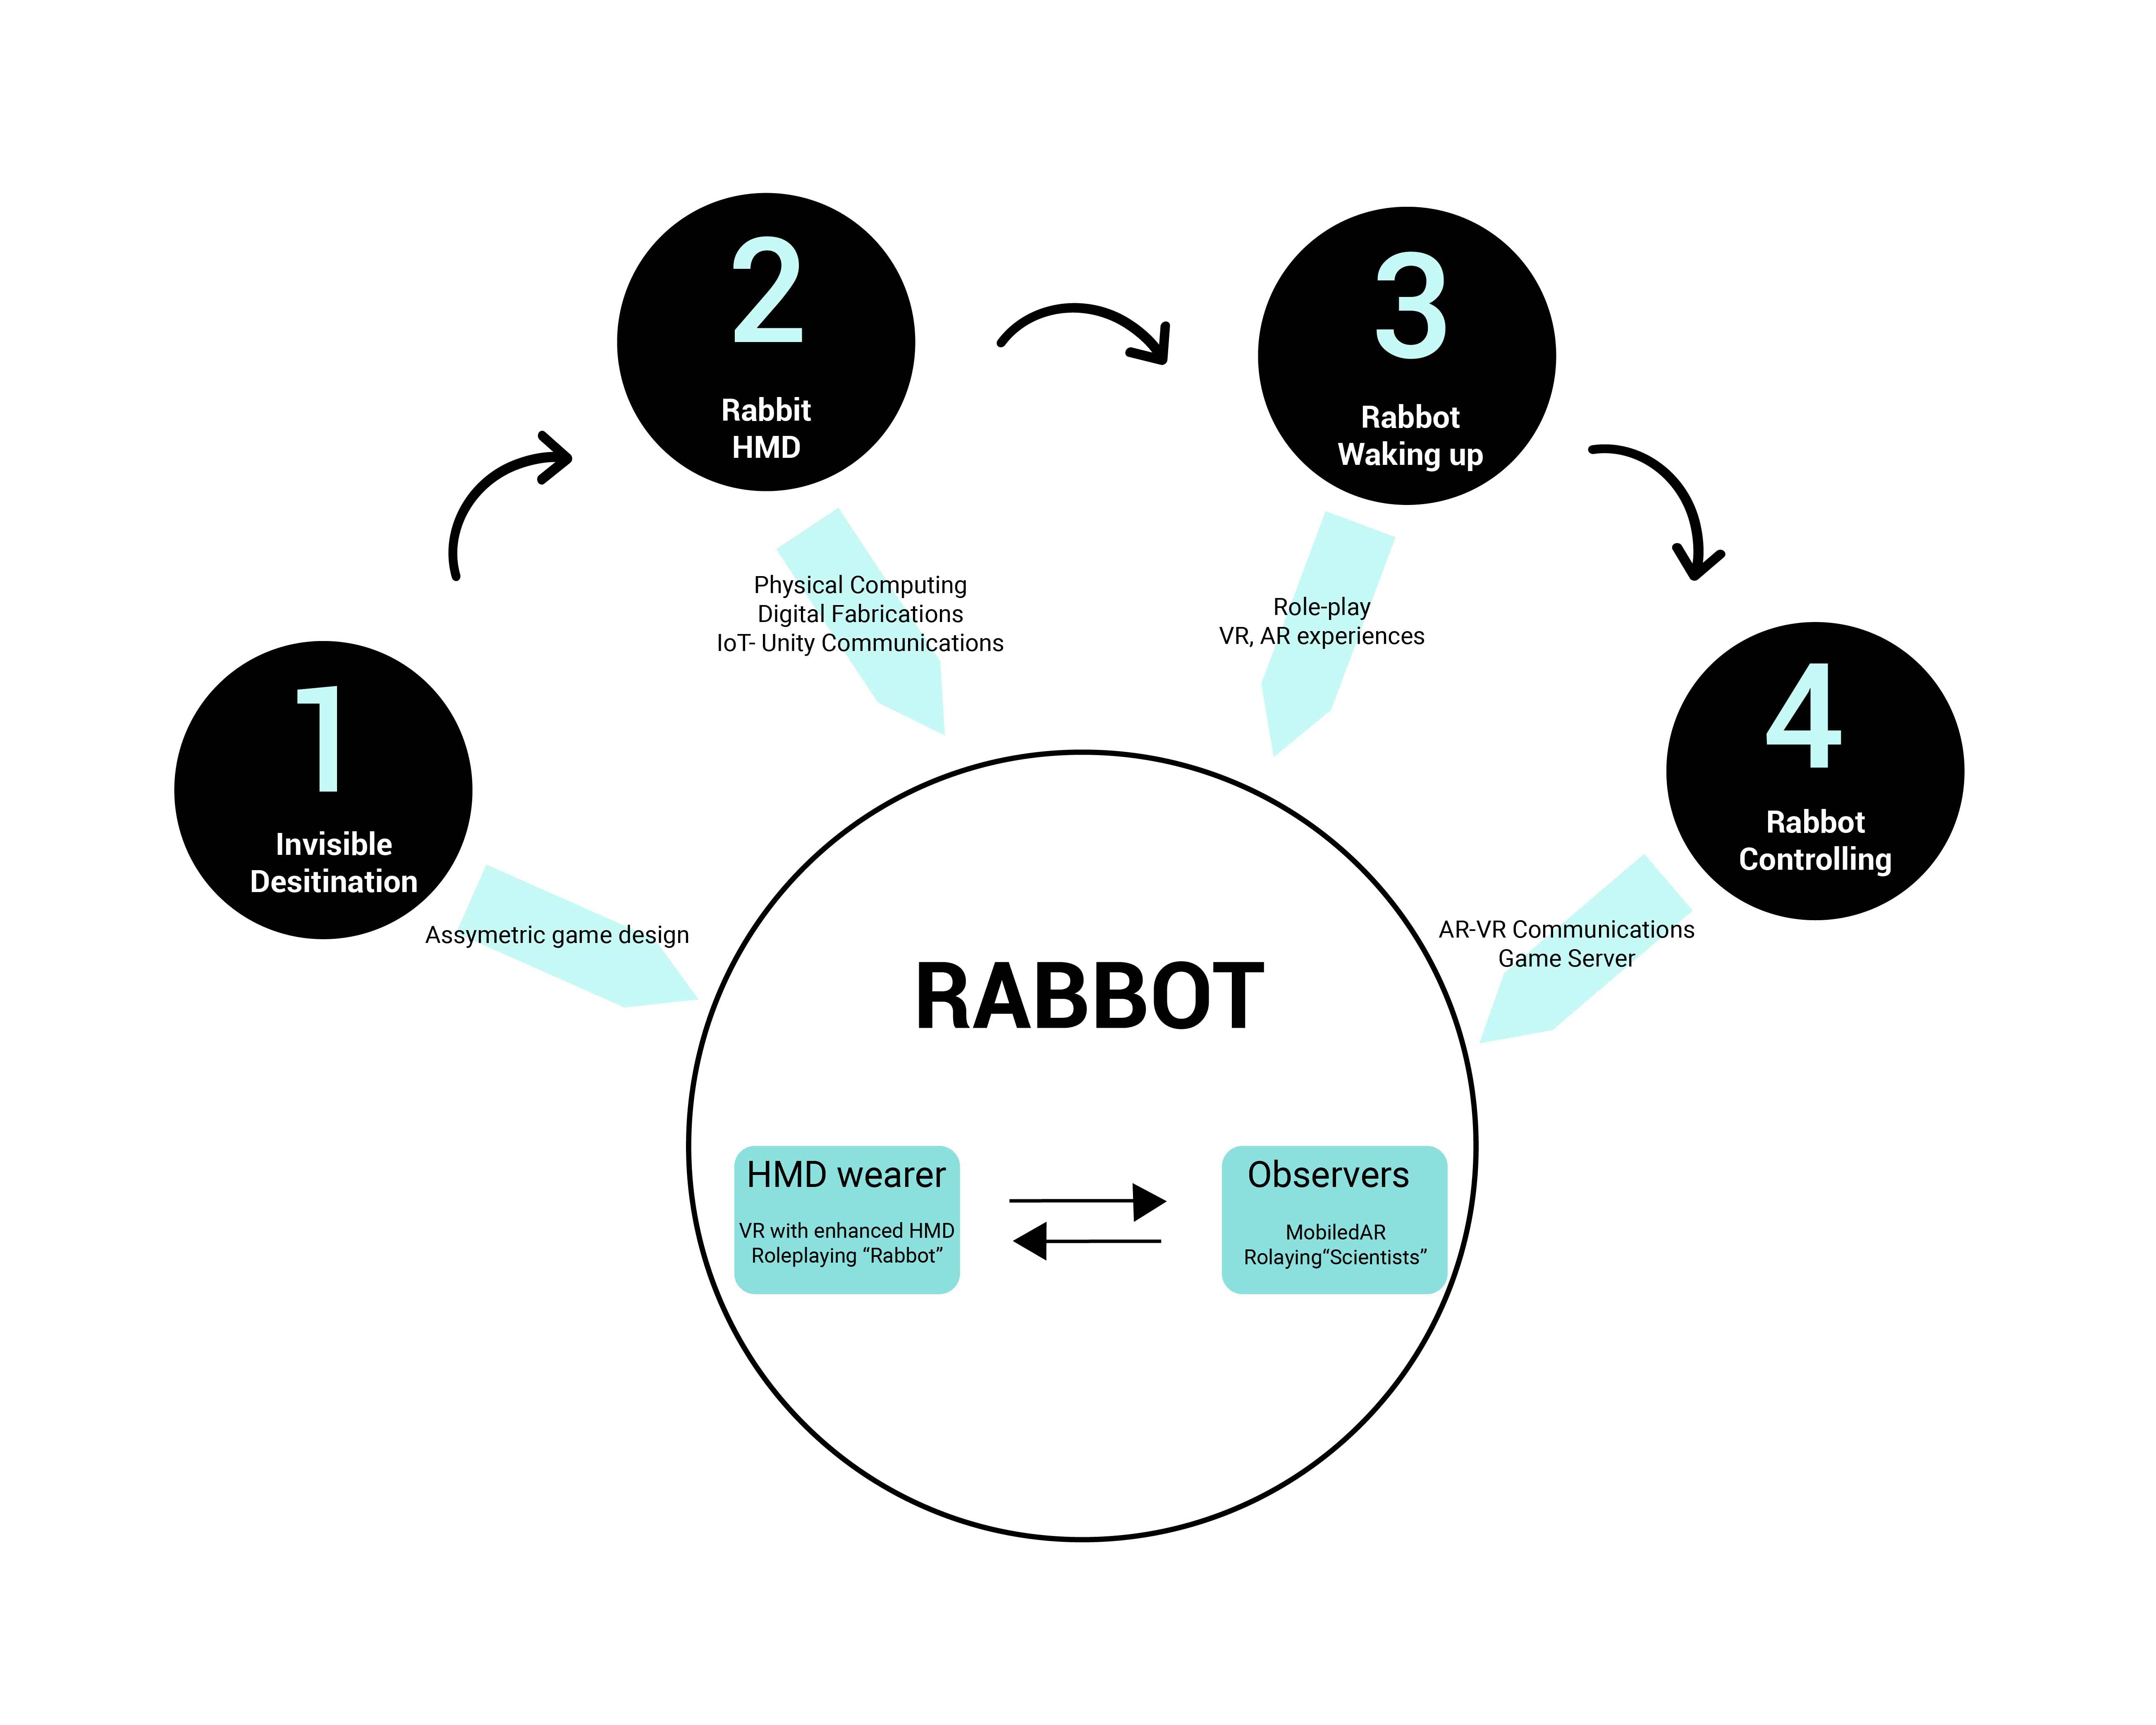 1
Invisible
Desitination
2
Rabbit
HMD
3
Rabbot
Waking up
4
Rabbot
Controlling
Assymetric game design
Physical Computing
Digital Fabrications
IoT- Unity Communications
Role-play
VR, AR experiences
AR-VR Communications
Game Server
RABBOT
HMD wearer
VR with enhanced HMD
Roleplaying “Rabbot”
Observers
MobiledAR
Rolaying“Scientists”